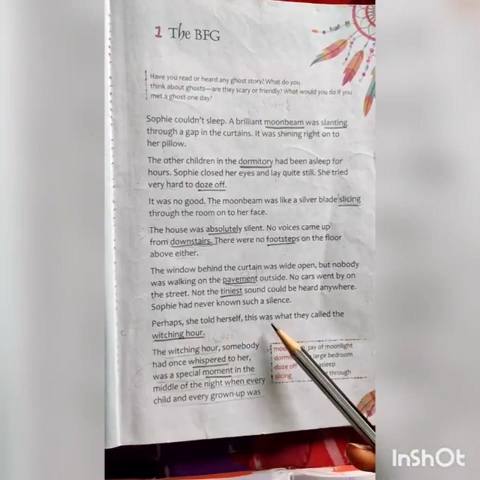 1 The BFG
Have you read or heard any ghost story? What do you
think about ghosts—are they scary or friendly? What would you do if you
met a ghost one day?
Sophie couldn't sleep. A brilliant moonbeam was slanting
through a gap in the curtains. It was shining right on to
her pillow.
The other children in the dormitory had been asleep for
hours. Sophie closed her eyes and lay quite still. She tried
very hard to doze off.
It was no good. The moonbeam was like a silver blade slicing
through the room on to her face.
The house was absolutely silent. No voices came up
from downstairs. There were no footsteps on the floor
above either.
The window behind the curtain was wide open, but nobody
was walking on the pavement outside. No cars went by on
the street. Not the tiniest sound could be heard anywhere.
Sophie had never known such a silence.
Perhaps, she told herself, this was what they called the
witching hour.
The witching hour, somebody
had once whispered to her,
was a special moment in the
middle of the night when every
child and every grown-up was
ray of moonlight
large bedroom
doze off
slicing through
InShOt